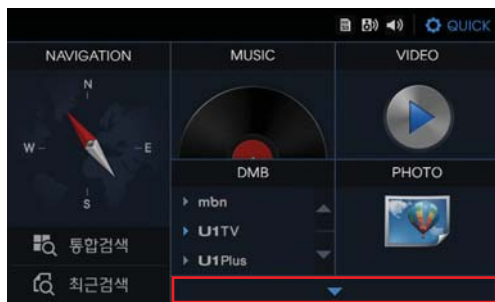 QUICK
NAVIGATION
MUSIC
VIDEO
N
W
E
S
DMB
PHOTO
mbn
U1TV
U1Plus
통합검색
최근검색